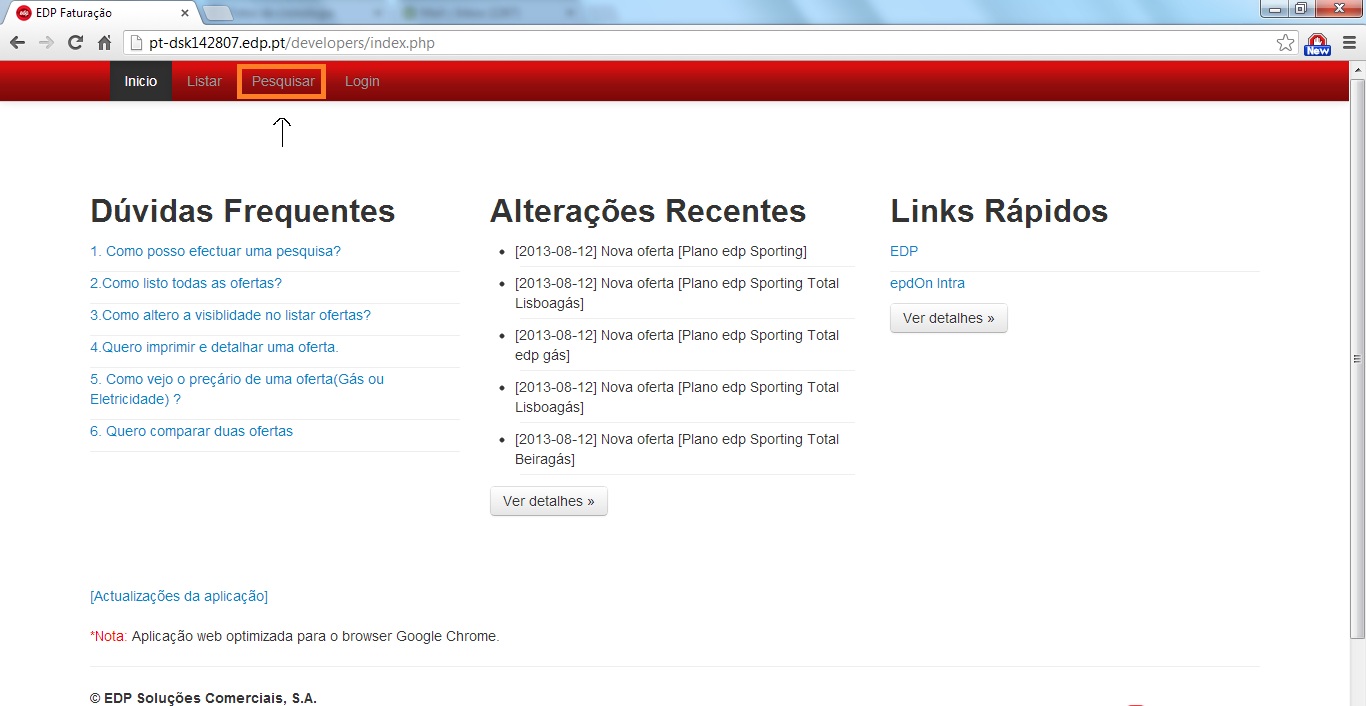 EDP Faturação
pt-dsk142807.edp.pt/developers/index.php
New
Inicio Listar Pesquisar Login
Dúvidas Frequentes
1. Como posso efectuar uma pesquisa?
2.Como listo todas as ofertas?
3.Como altero a visiblidade no listar ofertas?
4.Quero imprimir e detalhar uma oferta.
5. Como vejo o preçário de uma oferta(Gás ou
Eletricidade) ?
6. Quero comparar duas ofertas
Alterações Recentes
[2013-08-12] Nova oferta [Plano edp Sporting]
[2013-08-12] Nova oferta [Plano edp Sporting Total
Lisboagás]
[2013-08-12] Nova oferta [Plano edp Sporting Total
edp gás]
[2013-08-12] Nova oferta [Plano edp Sporting Total
Lisboagás]
[2013-08-12] Nova oferta [Plano edp Sporting Total
Beiragás]
Ver detalhes »
Links Rápidos
EDP
epdOn Intra
Ver detalhes »
[Actualizações da aplicação]
*Nota: Aplicação web optimizada para o browser Google Chrome.
© EDP Soluções Comerciais, S.A.